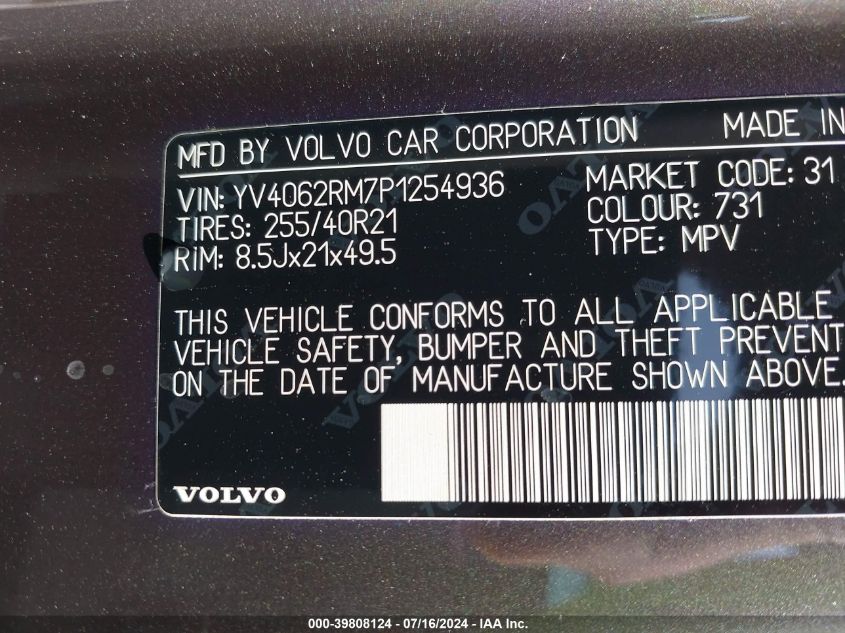 MFD BY VOLVO CAR CORPORATION MADE IN
VIN: YV4062RM7P1254936 MARKET CODE: 31
TIRES: 255/40R21 COLOUR: 731
RIM: 8.5Jx21x49.5 TYPE: MPV
THIS VEHICLE CONFORMS TO ALL APPLICABLE
VEHICLE SAFETY, BUMPER AND THEFT PREVENT
ON THE DATE OF MANUFACTURE SHOWN ABOVE.
VOLVO
000-39808124 - 07/16/2024 - IAA Inc.